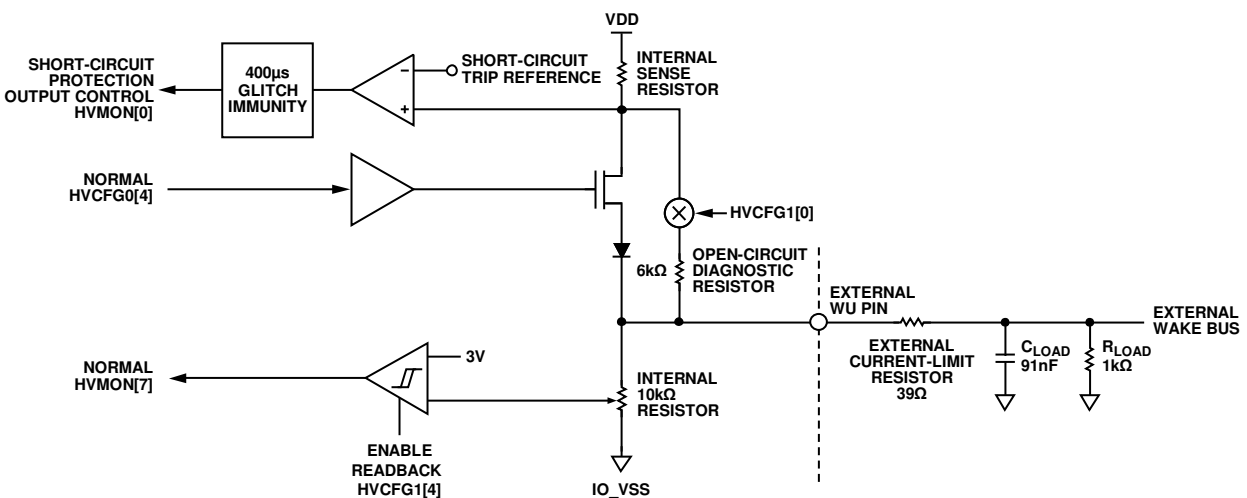 VDD
SHORT-CIRCUIT
PROTECTION
OUTPUT CONTROL
HVMON[0]
400µs
GLITCH
IMMUNITY
–
+
SHORT-CIRCUIT
TRIP REFERENCE
INTERNAL
SENSE
RESISTOR
NORMAL
HVCFG0[4]
HVCFG1[0]
6kΩ
OPEN-CIRCUIT
DIAGNOSTIC
RESISTOR
EXTERNAL
WU PIN
EXTERNAL
WAKE BUS
EXTERNAL
CURRENT-LIMIT
RESISTOR
39Ω
CLOAD
91nF
RLOAD
1kΩ
NORMAL
HVMON[7]
3V
INTERNAL
10kΩ
RESISTOR
ENABLE
READBACK
HVCFG1[4]
IO_VSS